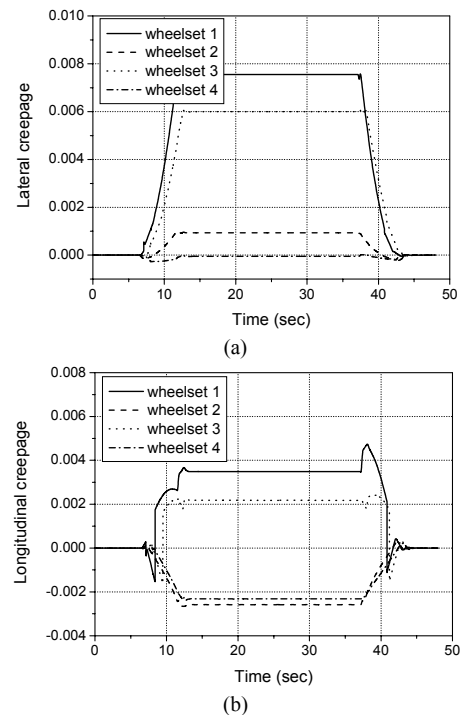 0.010
0.008
0.006
0.004
0.002
0.000
Lateral creepage
wheelset 1
wheelset 2
wheelset 3
wheelset 4
0 10 20 30 40 50
Time (sec)
(a)
0.008
0.006
0.004
0.002
0.000
-0.002
-0.004
Longitudinal creepage
wheelset 1
wheelset 2
wheelset 3
wheelset 4
0 10 20 30 40 50
Time (sec)
(b)